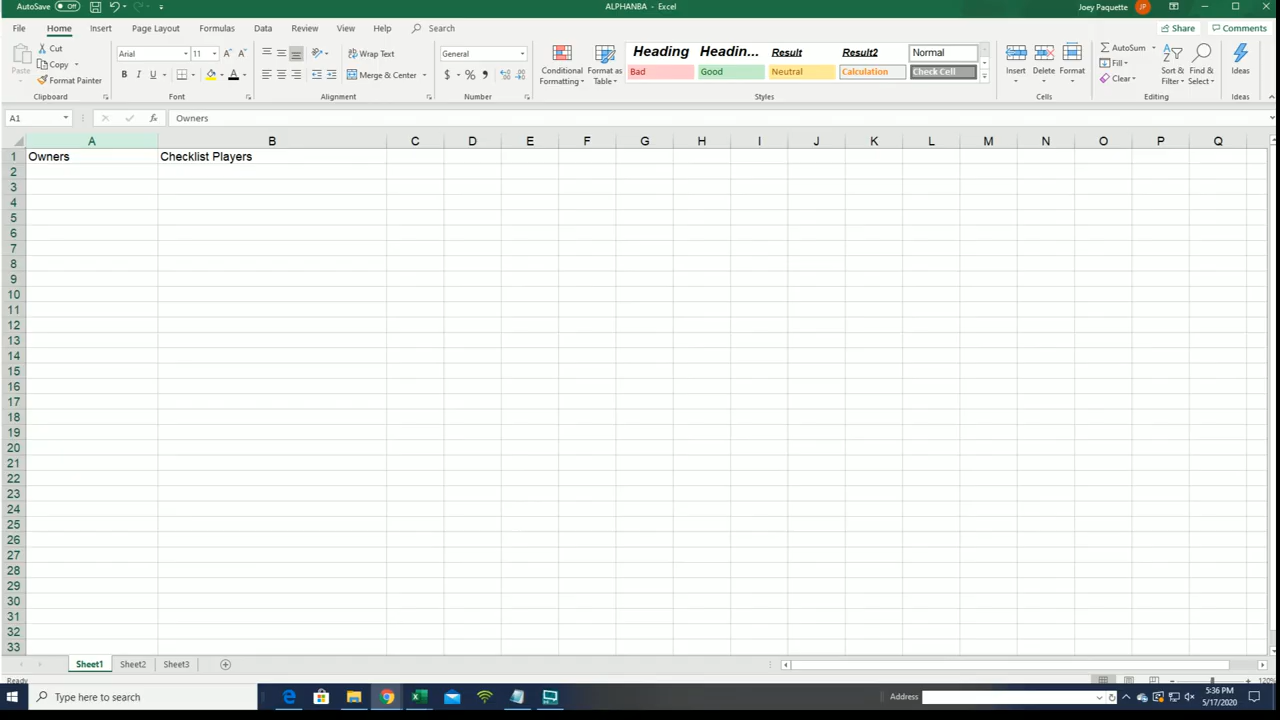 AutoSave Off ALPHANBA - Excel Joey Paquette JP
File Home Insert Page Layout Formulas Data Review View Help Search Share Comments
Paste Cut Copy Format Painter Clipboard
Arial 11 A A B I U A Font
ab Wrap Text Merge & Center Alignment
General $ % , Number
Conditional Formatting Format as Table
Heading Headin... Result Result2 Normal
Bad Good Neutral Calculation Check Cell
Styles
Insert Delete Format Cells
AutoSum Fill Clear Sort & Filter Find & Select Editing
Ideas Ideas
A1 fx Owners
A B C D E F G H I J K L M N O P Q
1 Owners Checklist Players
2
3
4
5
6
7
8
9
10
11
12
13
14
15
16
17
18
19
20
21
22
23
24
25
26
27
28
29
30
31
32
33
Sheet1 Sheet2 Sheet3
Ready 120%
Type here to search Address 5:36 PM
5/17/2020